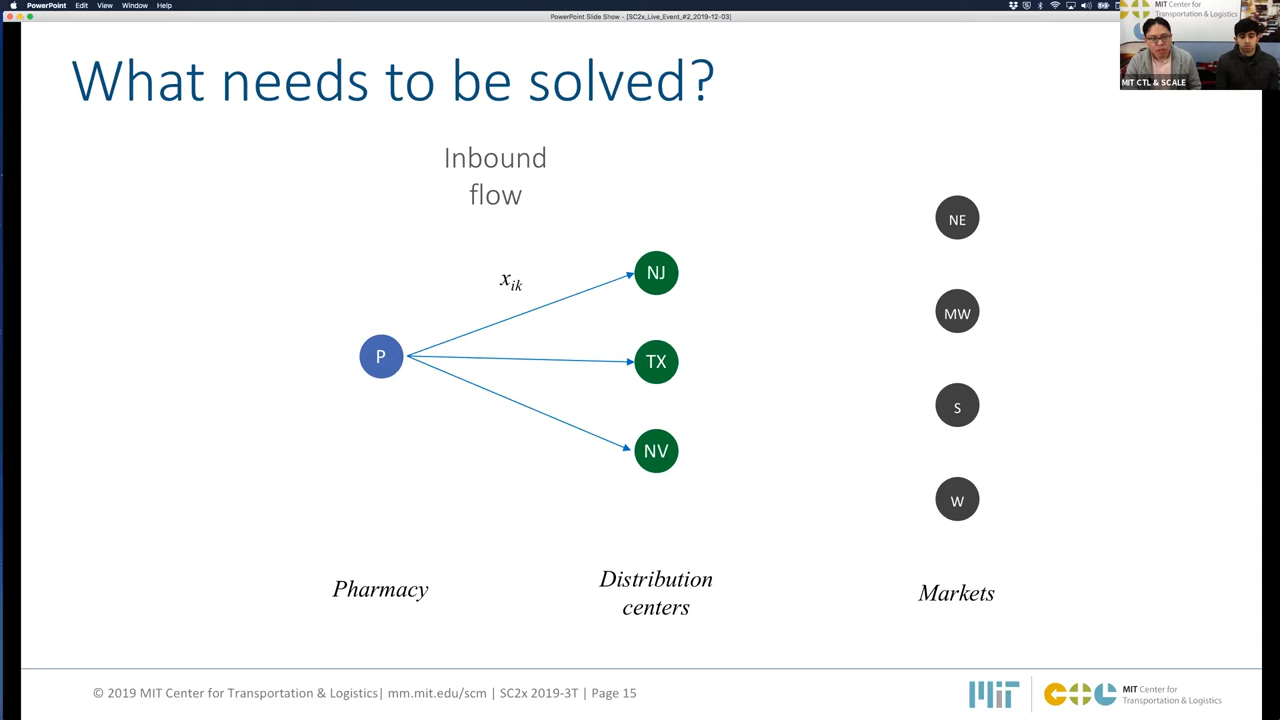 PowerPoint Edit View Window Help
PowerPoint Slide Show - [SC2x_Live_Event_#2_2019-12-03]
MIT Center for
Transportation & Logistics
MIT CTL & SCALE
What needs to be solved?
Inbound
flow
NE
xik
NJ
MW
P
TX
S
NV
W
Pharmacy
Distribution
centers
Markets
© 2019 MIT Center for Transportation & Logistics| mm.mit.edu/scm | SC2x 2019-3T | Page 15
MIT
CTL
MIT Center for
Transportation & Logistics